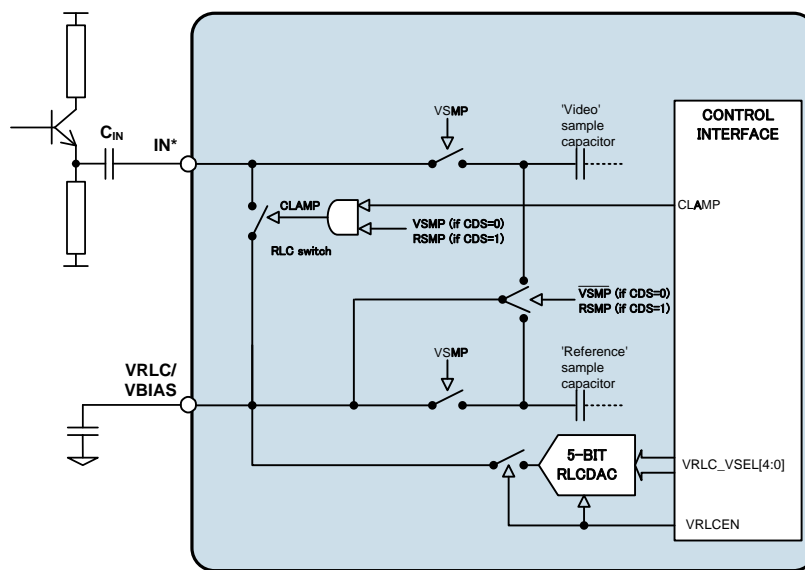 VSMP
'Video'
sample
capacitor
CONTROL
INTERFACE
CIN
IN*
CLAMP
CLAMP
VSMP (if CDS=0)
RSMP (if CDS=1)
RLC switch
VSMP (if CDS=0)
RSMP (if CDS=1)
VRLC/
VBIAS
VSMP
'Reference'
sample
capacitor
5-BIT
RLCDAC
VRLC_VSEL[4:0]
VRLCEN